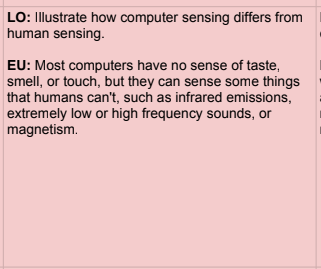 LO: Illustrate how computer sensing differs from
human sensing.
EU: Most computers have no sense of taste,
smell, or touch, but they can sense some things
that humans can't, such as infrared emissions,
extremely low or high frequency sounds, or
magnetism.